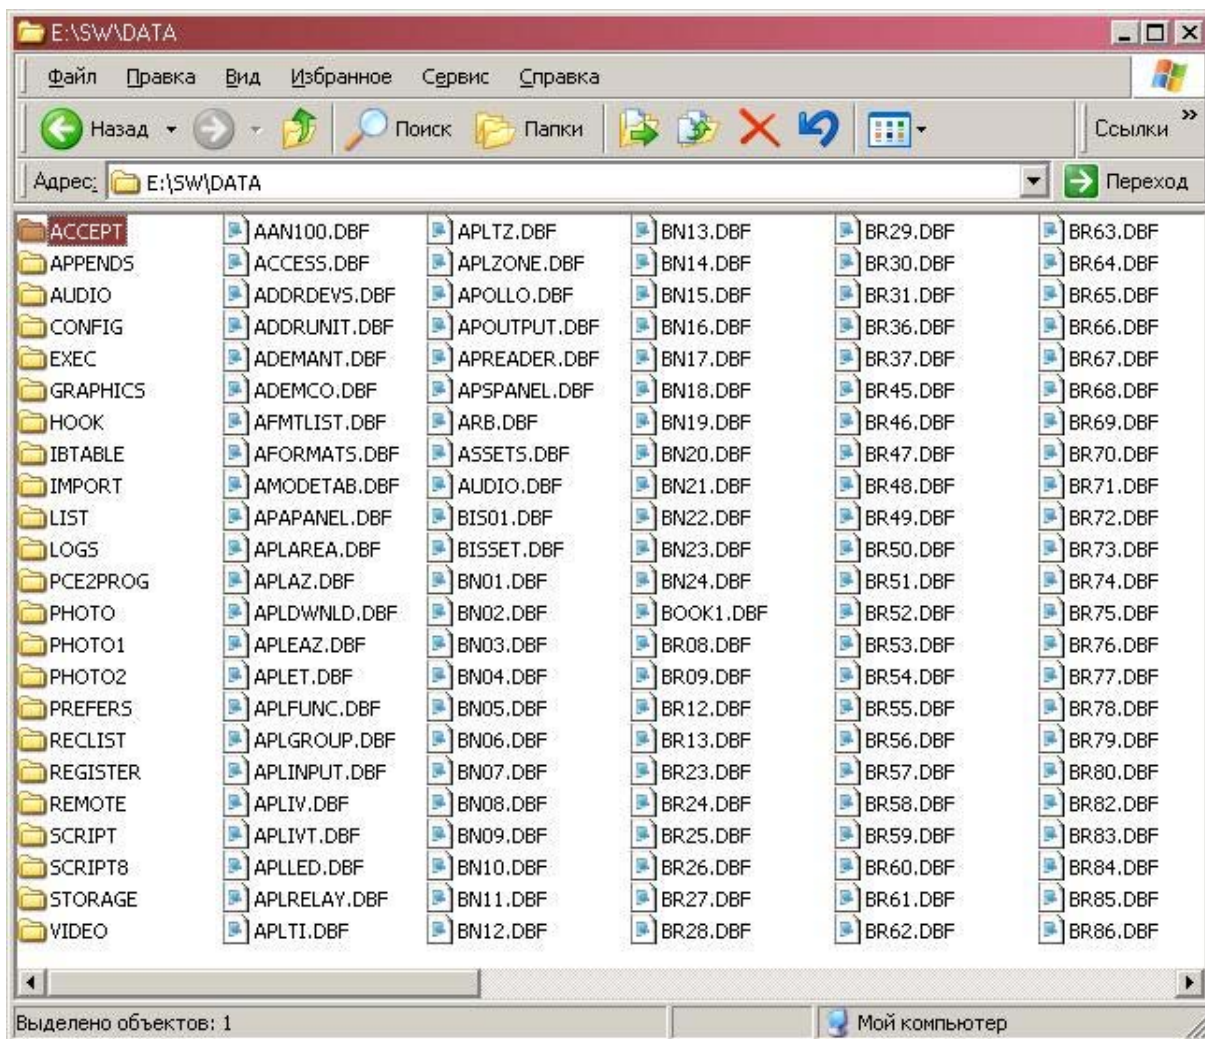 E:\SW\DATA
Файл Правка Вид Избранное Сервис Справка
Назад Поиск Папки Ссылки »
Адрес: E:\SW\DATA Переход
ACCEPT AAN100.DBF APLTZ.DBF BN13.DBF BR29.DBF BR63.DBF
APPENDS ACCESS.DBF APLZONE.DBF BN14.DBF BR30.DBF BR64.DBF
AUDIO ADDRDEVS.DBF APOLLO.DBF BN15.DBF BR31.DBF BR65.DBF
CONFIG ADDRUNIT.DBF APOUTPUT.DBF BN16.DBF BR36.DBF BR66.DBF
EXEC ADEMANT.DBF APREADER.DBF BN17.DBF BR37.DBF BR67.DBF
GRAPHICS ADEMCO.DBF APSPANEL.DBF BN18.DBF BR45.DBF BR68.DBF
HOOK AFMTLIST.DBF ARB.DBF BN19.DBF BR46.DBF BR69.DBF
IBTABLE AFORMATS.DBF ASSETS.DBF BN20.DBF BR47.DBF BR70.DBF
IMPORT AMODETAB.DBF AUDIO.DBF BN21.DBF BR48.DBF BR71.DBF
LIST APAPANEL.DBF BIS01.DBF BN22.DBF BR49.DBF BR72.DBF
LOGS APLAREA.DBF BISSET.DBF BN23.DBF BR50.DBF BR73.DBF
PCE2PROG APLAZ.DBF BN01.DBF BN24.DBF BR51.DBF BR74.DBF
PHOTO APLDWNLD.DBF BN02.DBF BOOK1.DBF BR52.DBF BR75.DBF
PHOTO1 APLEAZ.DBF BN03.DBF BR08.DBF BR53.DBF BR76.DBF
PHOTO2 APLET.DBF BN04.DBF BR09.DBF BR54.DBF BR77.DBF
PREFERS APLFUNC.DBF BN05.DBF BR12.DBF BR55.DBF BR78.DBF
RECLIST APLGROUP.DBF BN06.DBF BR13.DBF BR56.DBF BR79.DBF
REGISTER APLINPUT.DBF BN07.DBF BR23.DBF BR57.DBF BR80.DBF
REMOTE APLIV.DBF BN08.DBF BR24.DBF BR58.DBF BR82.DBF
SCRIPT APLIVT.DBF BN09.DBF BR25.DBF BR59.DBF BR83.DBF
SCRIPT8 APLLED.DBF BN10.DBF BR26.DBF BR60.DBF BR84.DBF
STORAGE APLRELAY.DBF BN11.DBF BR27.DBF BR61.DBF BR85.DBF
VIDEO APLTI.DBF BN12.DBF BR28.DBF BR62.DBF BR86.DBF
Выделено объектов: 1 Мой компьютер